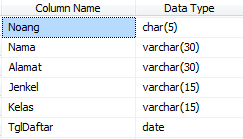 Column Name Data Type
Noang char(5)
Nama varchar(30)
Alamat varchar(30)
Jenkel varchar(15)
Kelas varchar(15)
TglDaftar date